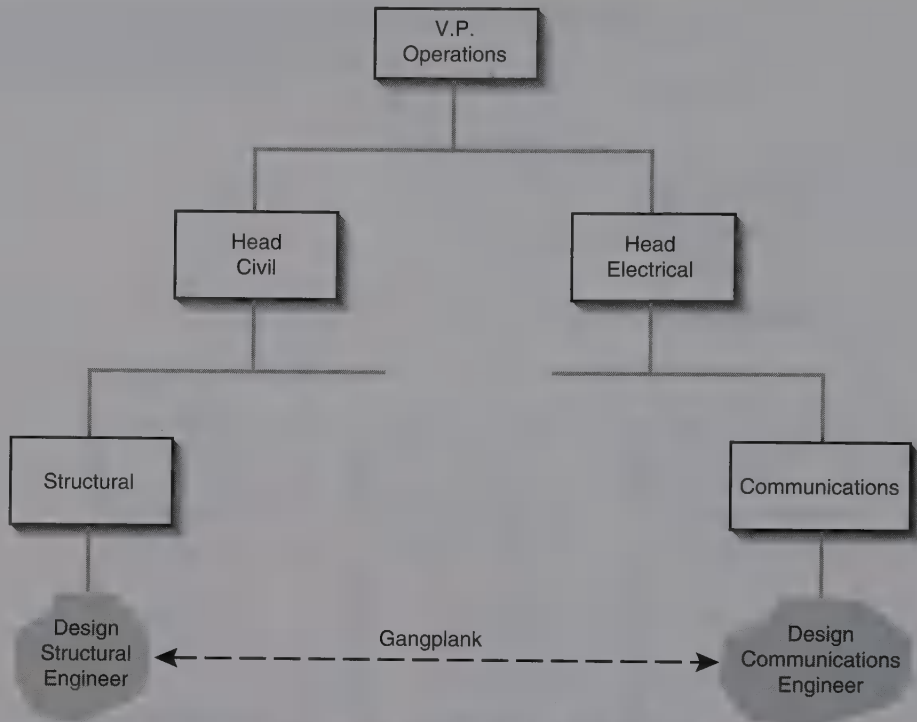 V.P.
Operations
Head
Civil
Head
Electrical
Structural
Communications
Design
Structural
Engineer
Gangplank
Design
Communications
Engineer